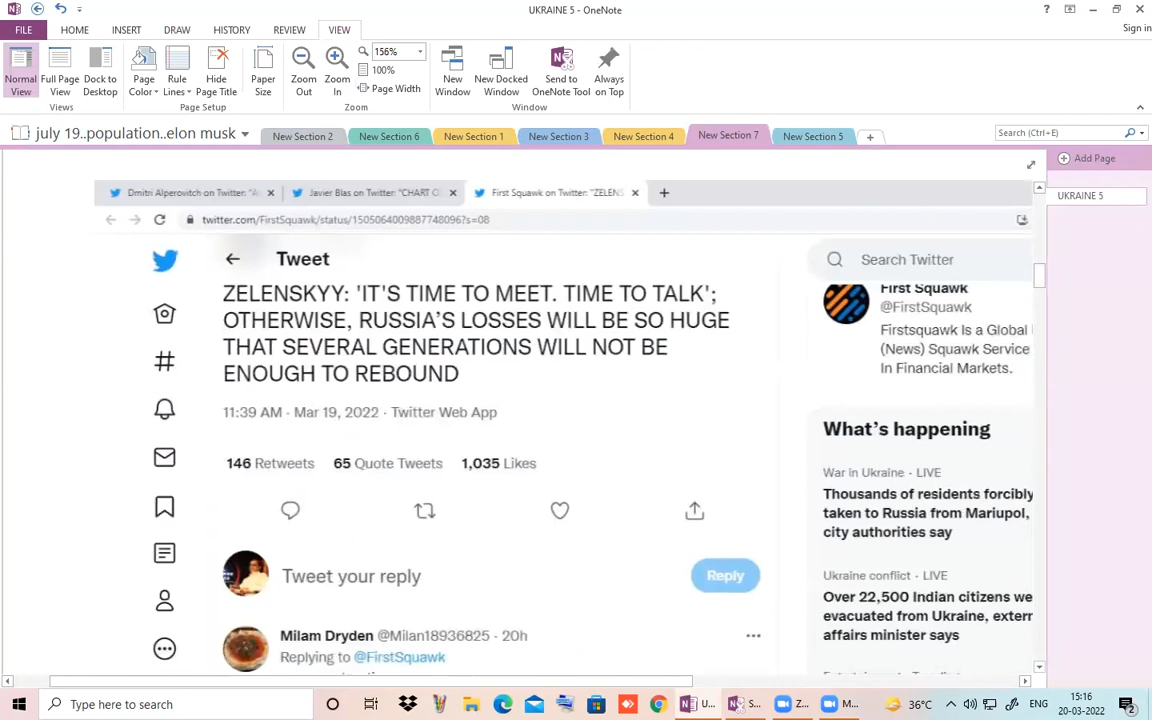 UKRAINE 5 - OneNote
Sign in
FILE HOME INSERT DRAW HISTORY REVIEW VIEW
Normal View
Full Page View
Dock to Desktop
Page Color
Rule Lines
Hide Page Title
Paper Size
Zoom Out
Zoom In
156%
100%
Page Width
New Window
New Docked Window
Send to OneNote Tool
Always on Top
Views Page Setup Zoom Window
july 19..population..elon musk
New Section 2 New Section 6 New Section 1 New Section 3 New Section 4 New Section 7 New Section 5
Search (Ctrl+E)
Add Page
UKRAINE 5
Dmitri Alperovitch on Twitter: Javier Blas on Twitter: "CHART First Squawk on Twitter: "ZELENS
twitter.com/FirstSquawk/status/1505064009887748096?s=08
Tweet
ZELENSKYY: 'IT'S TIME TO MEET. TIME TO TALK';
OTHERWISE, RUSSIA'S LOSSES WILL BE SO HUGE
THAT SEVERAL GENERATIONS WILL NOT BE
ENOUGH TO REBOUND
11:39 AM · Mar 19, 2022 · Twitter Web App
146 Retweets 65 Quote Tweets 1,035 Likes
Tweet your reply
Reply
Milam Dryden @Milan18936825 · 20h
Replying to @FirstSquawk
Search Twitter
First Squawk
@FirstSquawk
Firstsquawk Is a Global
(News) Squawk Service
In Financial Markets.
What's happening
War in Ukraine · LIVE
Thousands of residents forcibly
taken to Russia from Mariupol,
city authorities say
Ukraine conflict · LIVE
Over 22,500 Indian citizens we
evacuated from Ukraine, extern
affairs minister says
Type here to search
U... S... Z... M...
36°C
ENG
15:16
20-03-2022
2